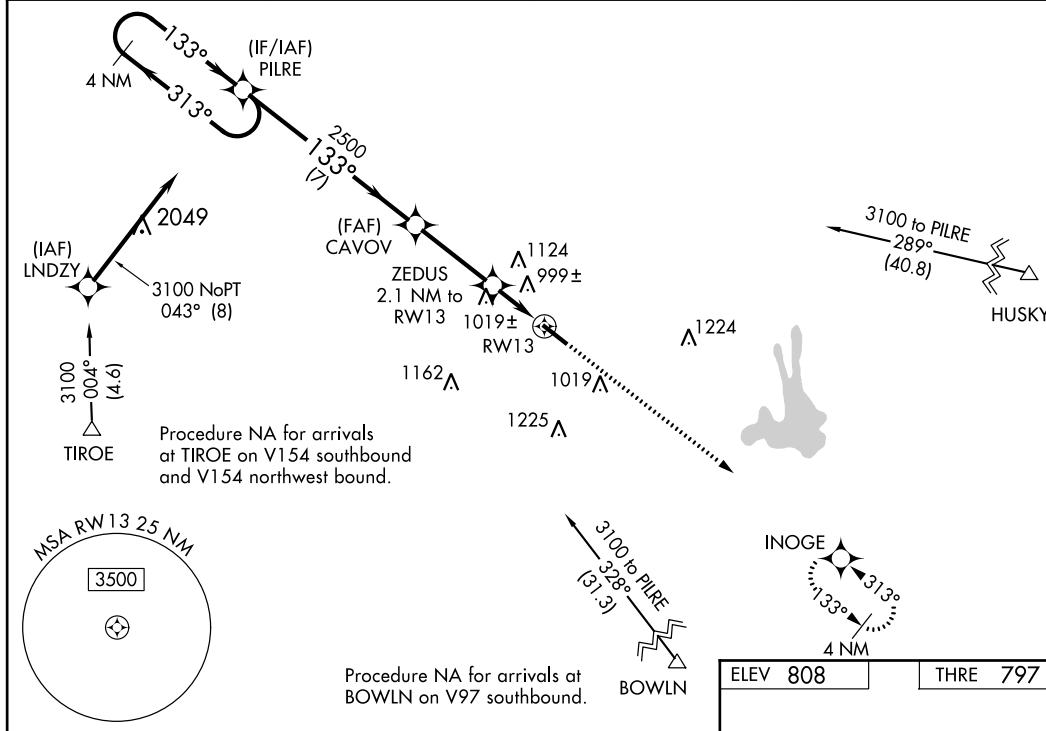 133°
4 NM
313°
(IF/IAF)
PILRE
2500
133°
(7)
2049
(IAF)
LNDZY
3100 NoPT
043° (8)
3100
004°
(4.6)
TIROE
(FAF)
CAVOV
ZEDUS
2.1 NM to
RW13
1124
999±
1019±
RW13
3100 to PILRE
289°
(40.8)
HUSKY
1224
1162
1019
1225
Procedure NA for arrivals
at TIROE on V154 southbound
and V154 northwest bound.
MSA RW13 25 NM
3500
3100 to PILRE
328°
(31.3)
BOWLN
INOGE
313°
133°
4 NM
Procedure NA for arrivals at
BOWLN on V97 southbound.
ELEV 808
THRE 797